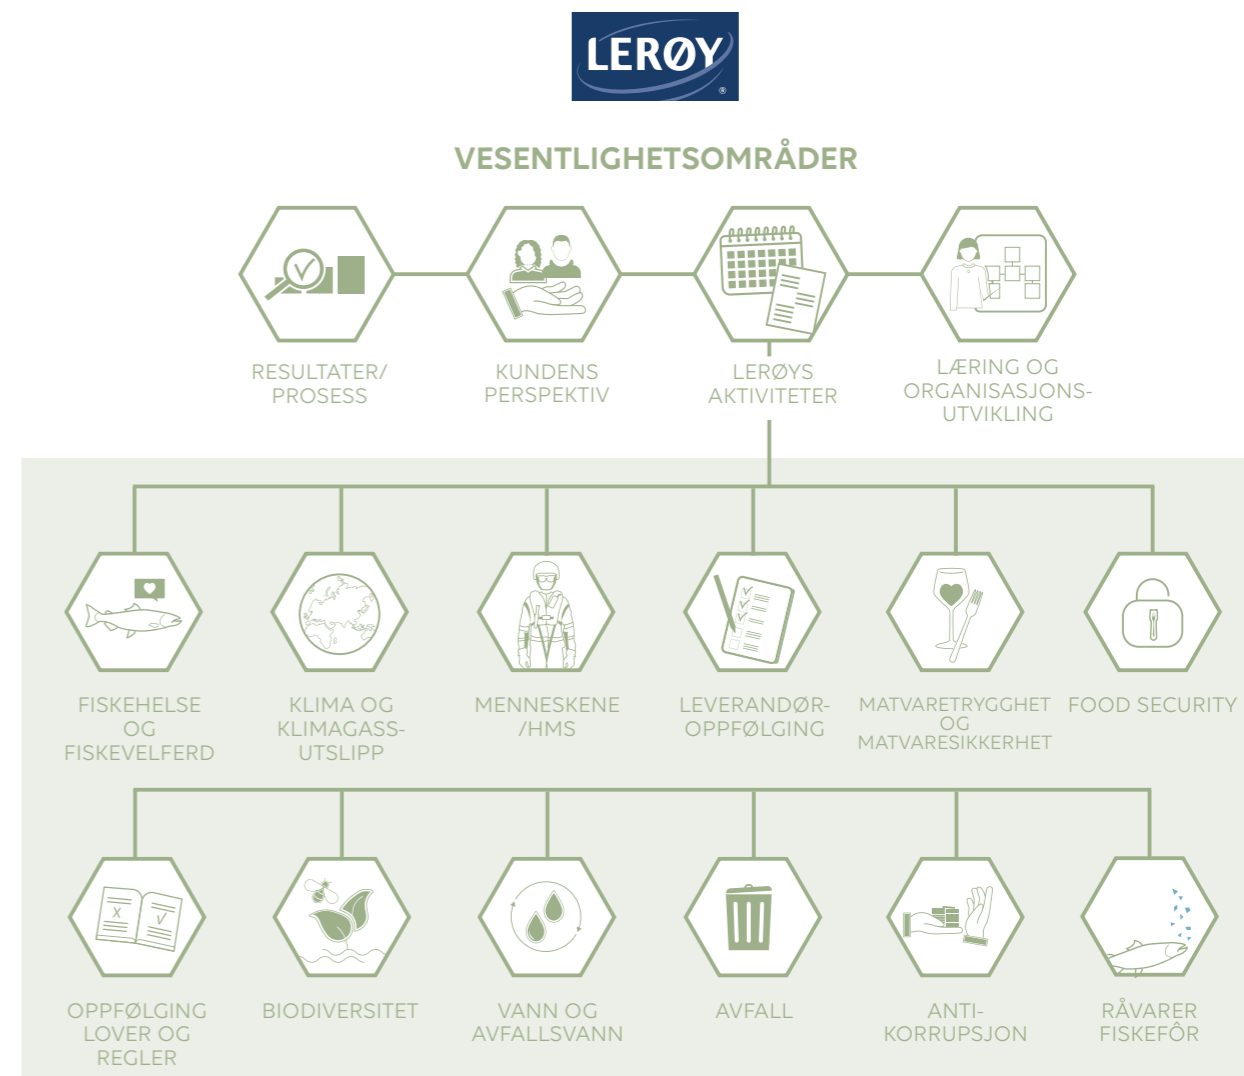 LERØY
®
VESENTLIGHETSOMRÅDER
RESULTATER/
PROSESS
KUNDENS
PERSPEKTIV
LERØYS
AKTIVITETER
LÆRING OG
ORGANISASJONS-
UTVIKLING
FISKEHELSE
OG
FISKEVELFERD
KLIMA OG
KLIMAGASS-
UTSLIPP
MENNESKENE
/HMS
LEVERANDØR-
OPPFØLGING
MATVARETRYGGHET
OG
MATVARESIKKERHET
FOOD SECURITY
OPPFØLGING
LOVER OG
REGLER
BIODIVERSITET
VANN OG
AVFALLSVANN
AVFALL
ANTI-
KORRUPSJON
RÅVARER
FISKEFÔR